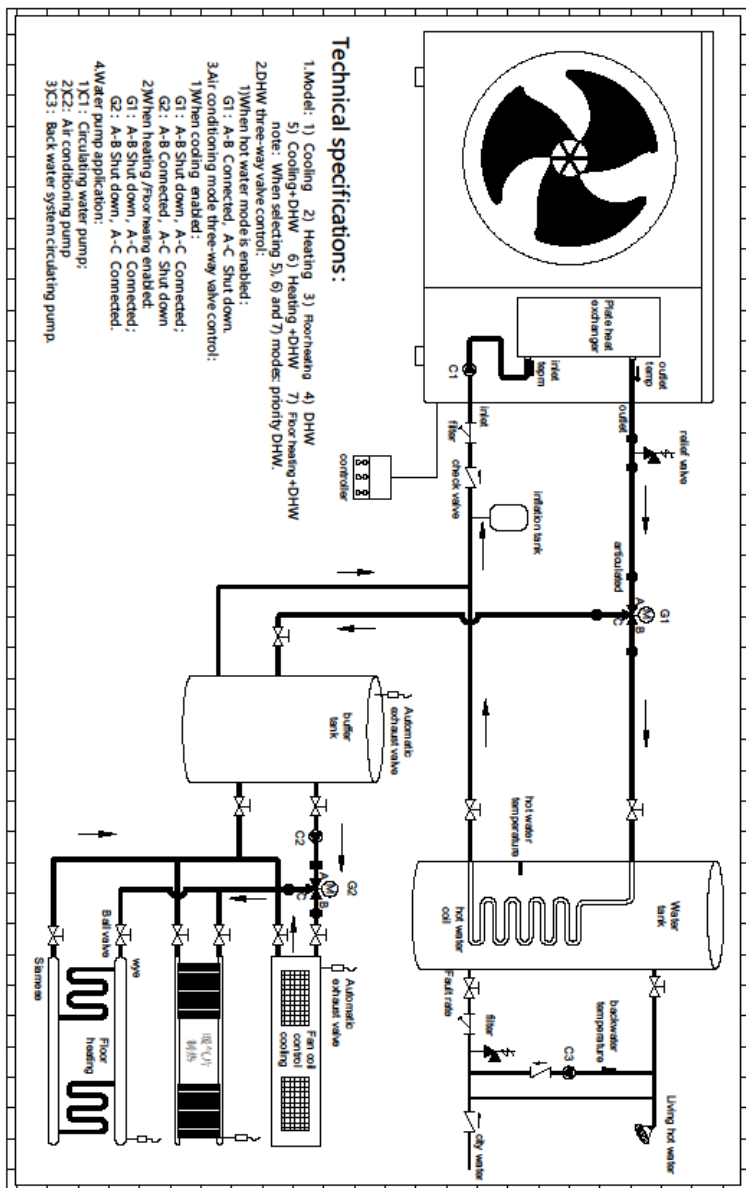 Technical specifications:
1.Model: 1) Cooling 2) Heating 3) Floor heating 4) DHW
5) Cooling+DHW 6) Heating +DHW 7) Floor heating+DHW
note: When selecting 5), 6) and 7) modes: priority DHW.
2.DHW three-way valve control:
1)When hot water mode is enabled:
G1: A-B Connected, A-C Shut down.
3.Air conditioning mode three-way valve control:
1)When cooling enabled:
G1: A-B Shut down, A-C Connected;
G2: A-B Connected, A-C Shut down
2)When heating /Floor heating enabled:
G1: A-B Shut down, A-C Connected;
G2: A-B Shut down, A-C Connected.
4.Water pump application:
1)C1: Circulating water pump;
2)C2: Air conditioning pump
3)C3: Back water system circulating pump.
Plate heat
exchanger
outlet
temp
inlet
tepm
C1
outlet
inlet
filter
relief valve
check valve
controller
inflation tank
articulated
A
M
B
C
G1
Automatic
exhaust valve
buffer
tank
hot water
temperature
C2
A
M
B
C
G2
Water
tank
hot water
coil
Ball valve
wye
Siamese
Automatic
exhaust valve
Fault rate
filter
backwater
temperature
C3
Fan coil
control
cooling
暖气片
制热
Floor
heating
Living hot water
city water